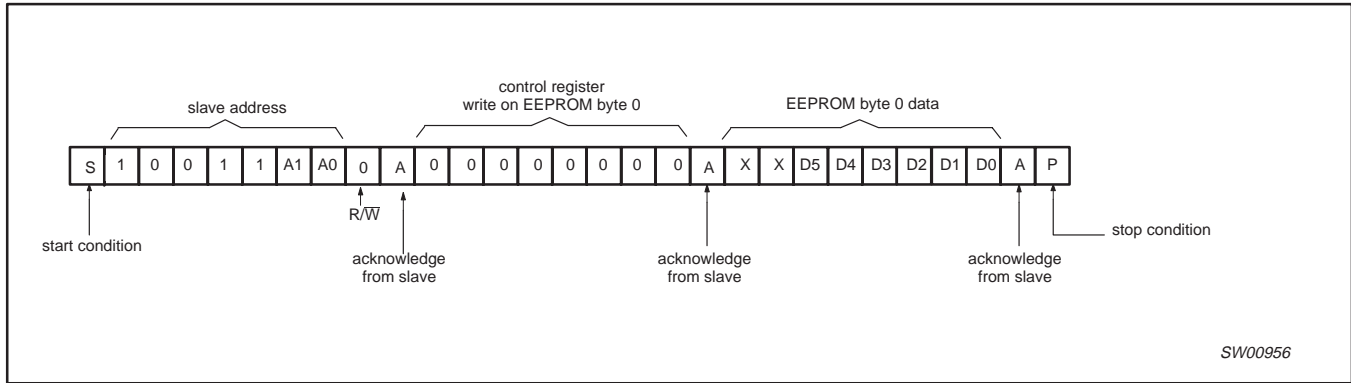 control register
slave address
write on EEPROM byte 0
EEPROM byte 0 data
S 1 0 0 1 1 A1 A0 0 A 0 0 0 0 0 0 0 0 A X X D5 D4 D3 D2 D1 D0 A P
R/W̅
start condition
stop condition
acknowledge
from slave
acknowledge
from slave
acknowledge
from slave
SW00956